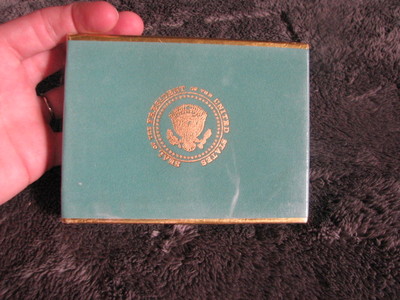 SEAL OF THE PRESIDENT OF THE UNITED STATES